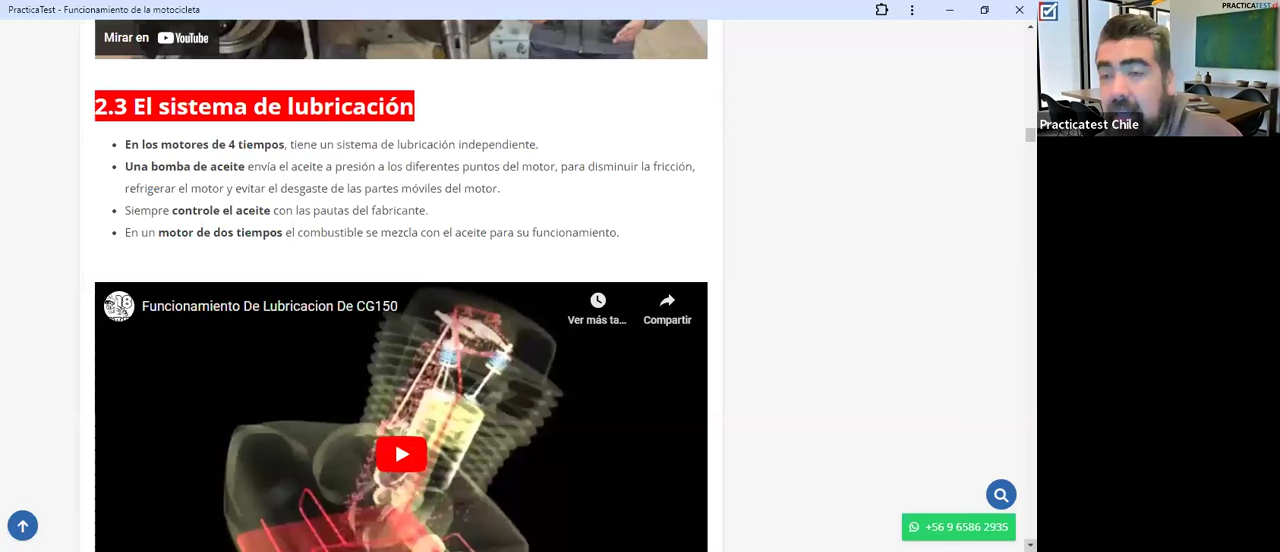 PracticaTest - Funcionamiento de la motocicleta
PRACTICATEST
Mirar en YouTube
Practicatest Chile
2.3 El sistema de lubricación
En los motores de 4 tiempos, tiene un sistema de lubricación independiente.
Una bomba de aceite envía el aceite a presión a los diferentes puntos del motor, para disminuir la fricción,
refrigerar el motor y evitar el desgaste de las partes móviles del motor.
Siempre controle el aceite con las pautas del fabricante.
En un motor de dos tiempos el combustible se mezcla con el aceite para su funcionamiento.
Funcionamiento De Lubricacion De CG150
Ver más ta...
Compartir
+56 9 6586 2935